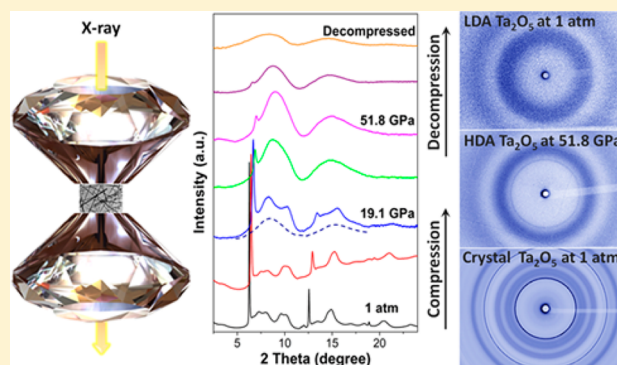 X-ray
Decompressed
51.8 GPa
19.1 GPa
1 atm
Intensity (a.u.)
5 10 15 20
2 Theta (degree)
Decompression
Compression
LDA Ta₂O₅ at 1 atm
HDA Ta₂O₅ at 51.8 GPa
Crystal Ta₂O₅ at 1 atm